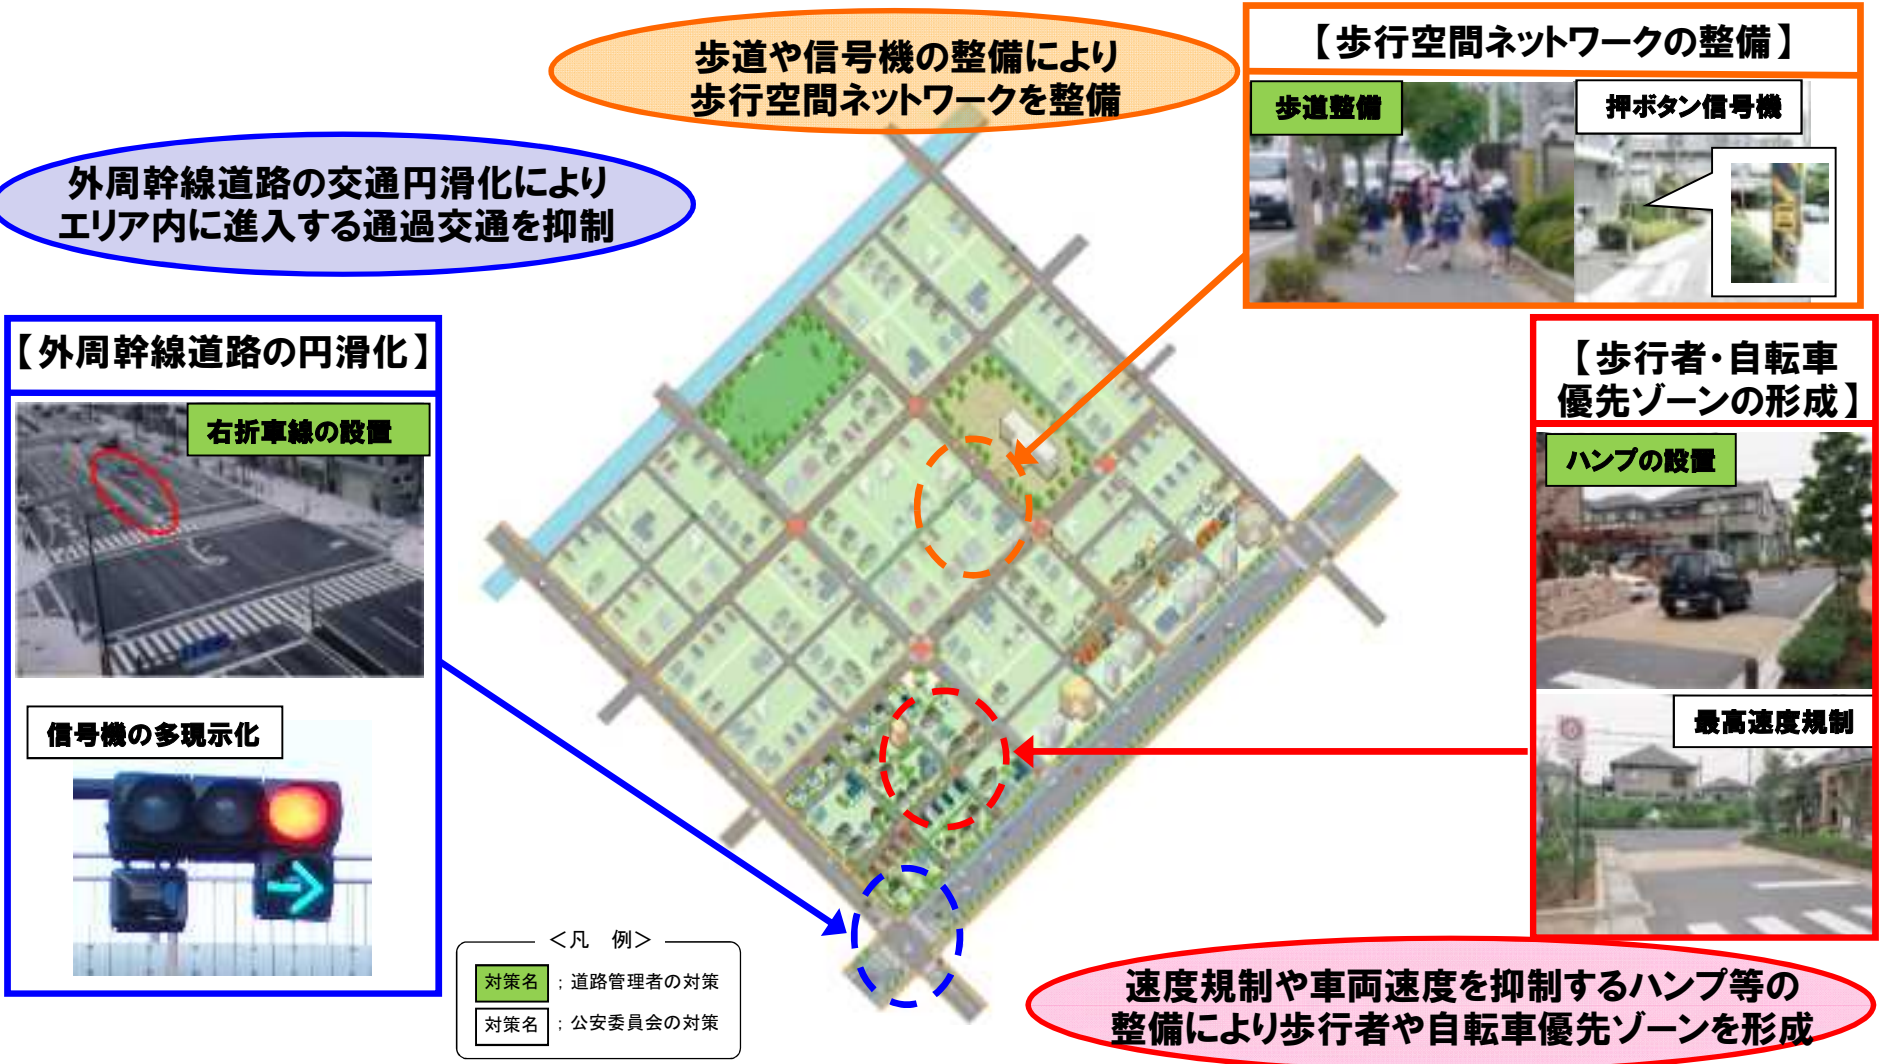 歩道や信号機の整備により
歩行空間ネットワークを整備
【歩行空間ネットワークの整備】
歩道整備
押ボタン信号機
外周幹線道路の交通円滑化により
エリア内に進入する通過交通を抑制
【外周幹線道路の円滑化】
右折車線の設置
信号機の多現示化
【歩行者・自転車
優先ゾーンの形成】
ハンプの設置
最高速度規制
＜凡　例＞
対策名 ；道路管理者の対策
対策名 ；公安委員会の対策
速度規制や車両速度を抑制するハンプ等の
整備により歩行者や自転車優先ゾーンを形成